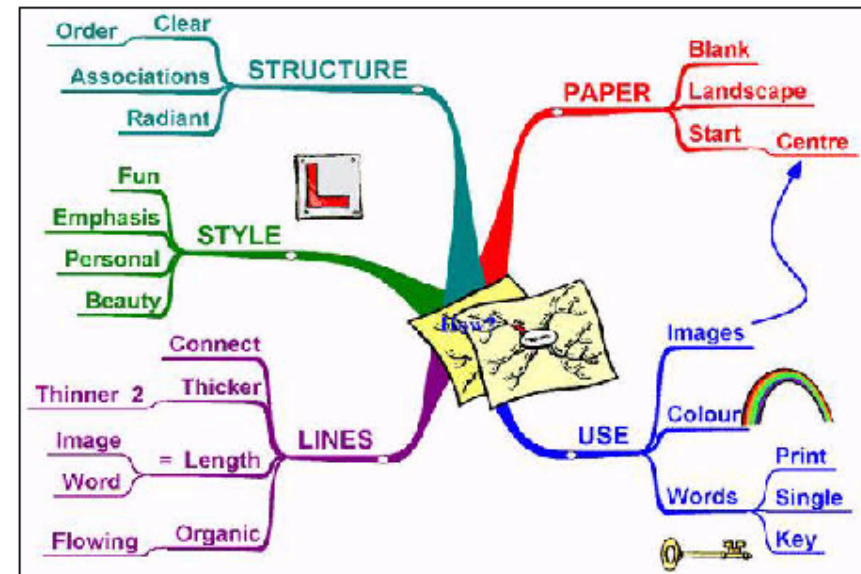 STRUCTURE
Clear
Order
Associations
Radiant
STYLE
Fun
Emphasis
Personal
Beauty
LINES
Connect
Thicker
Thinner 2
= Length
Image
Word
Organic
Flowing
PAPER
Blank
Landscape
Start
Centre
L
How?
USE
Images
Colour
Words
Print
Single
Key